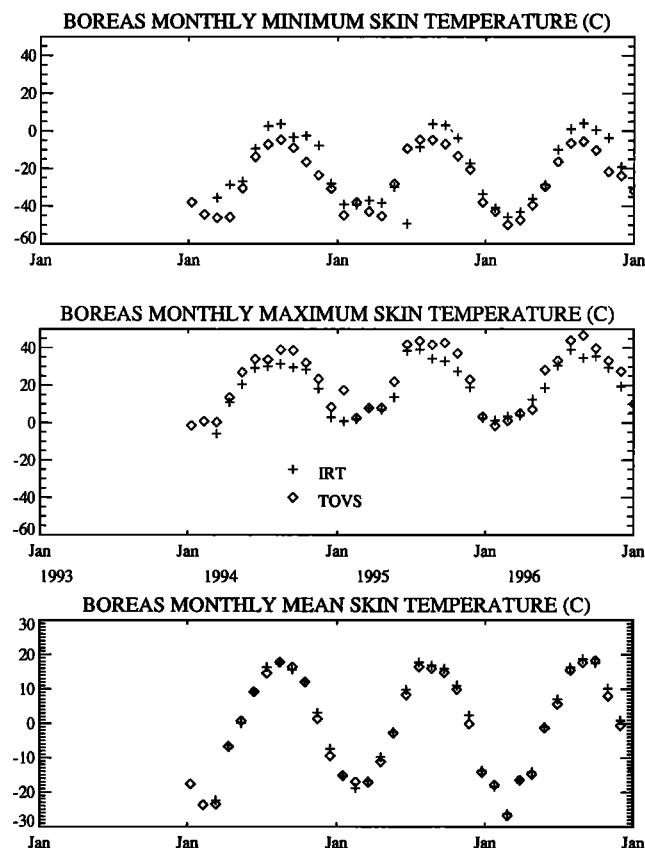 BOREAS MONTHLY MINIMUM SKIN TEMPERATURE (C)
40
20
0
-20
-40
-60
Jan Jan Jan Jan Jan
BOREAS MONTHLY MAXIMUM SKIN TEMPERATURE (C)
40
20
0
-20
-40
-60
IRT
TOVS
Jan Jan Jan Jan Jan
1993 1994 1995 1996
BOREAS MONTHLY MEAN SKIN TEMPERATURE (C)
30
20
10
0
-10
-20
-30
Jan Jan Jan Jan Jan